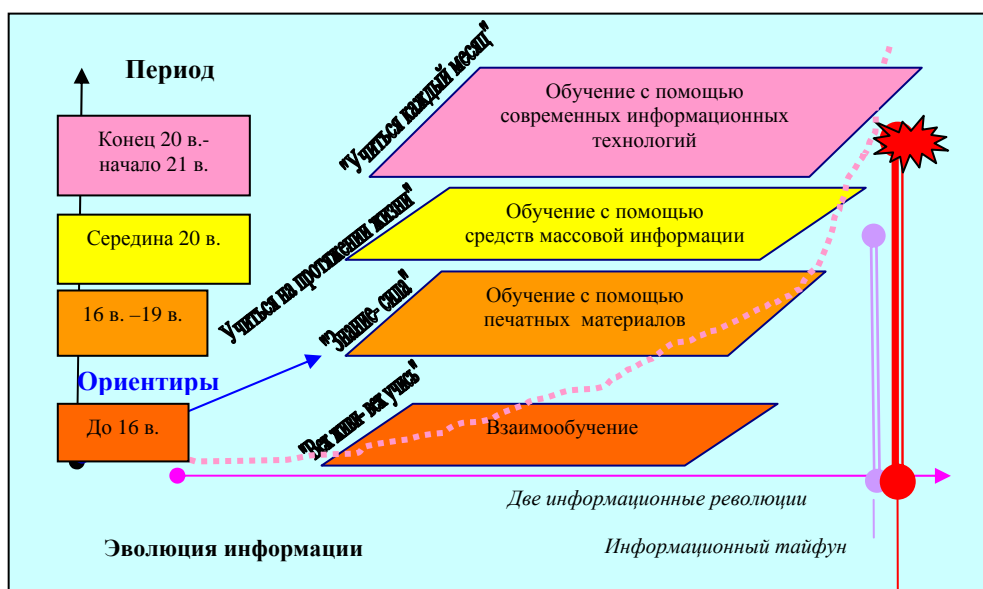 Период
"Учиться каждый месяц"
Обучение с помощью
современных информационных
технологий
Конец 20 в.-
начало 21 в.
Учиться на протяжении жизни"
Обучение с помощью
средств массовой информации
Середина 20 в.
"Знание- сила"
Обучение с помощью
печатных материалов
16 в. –19 в.
Ориентиры
"Век живи- век учись"
До 16 в.
Взаимообучение
Две информационные революции
Эволюция информации
Информационный тайфун